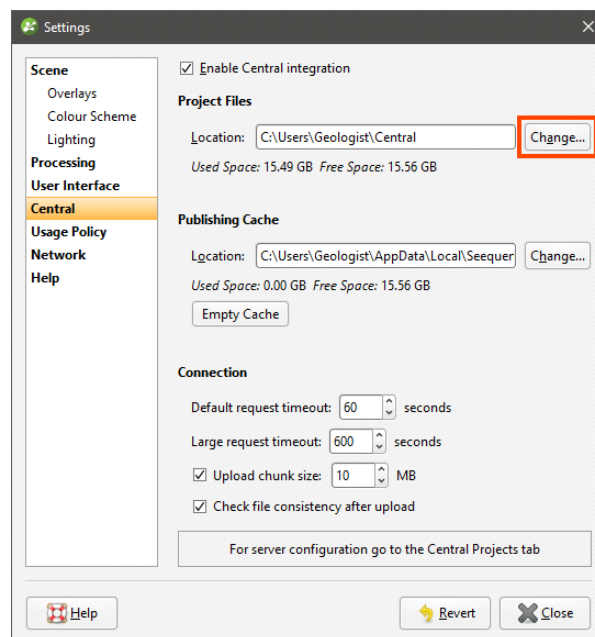 Settings
Scene
Overlays
Colour Scheme
Lighting
Processing
User Interface
Central
Usage Policy
Network
Help
Enable Central integration
Project Files
Location: C:\Users\Geologist\Central Change...
Used Space: 15.49 GB Free Space: 15.56 GB
Publishing Cache
Location: C:\Users\Geologist\AppData\Local\Seequer Change...
Used Space: 0.00 GB Free Space: 15.56 GB
Empty Cache
Connection
Default request timeout: 60 seconds
Large request timeout: 600 seconds
Upload chunk size: 10 MB
Check file consistency after upload
For server configuration go to the Central Projects tab
Help Revert Close